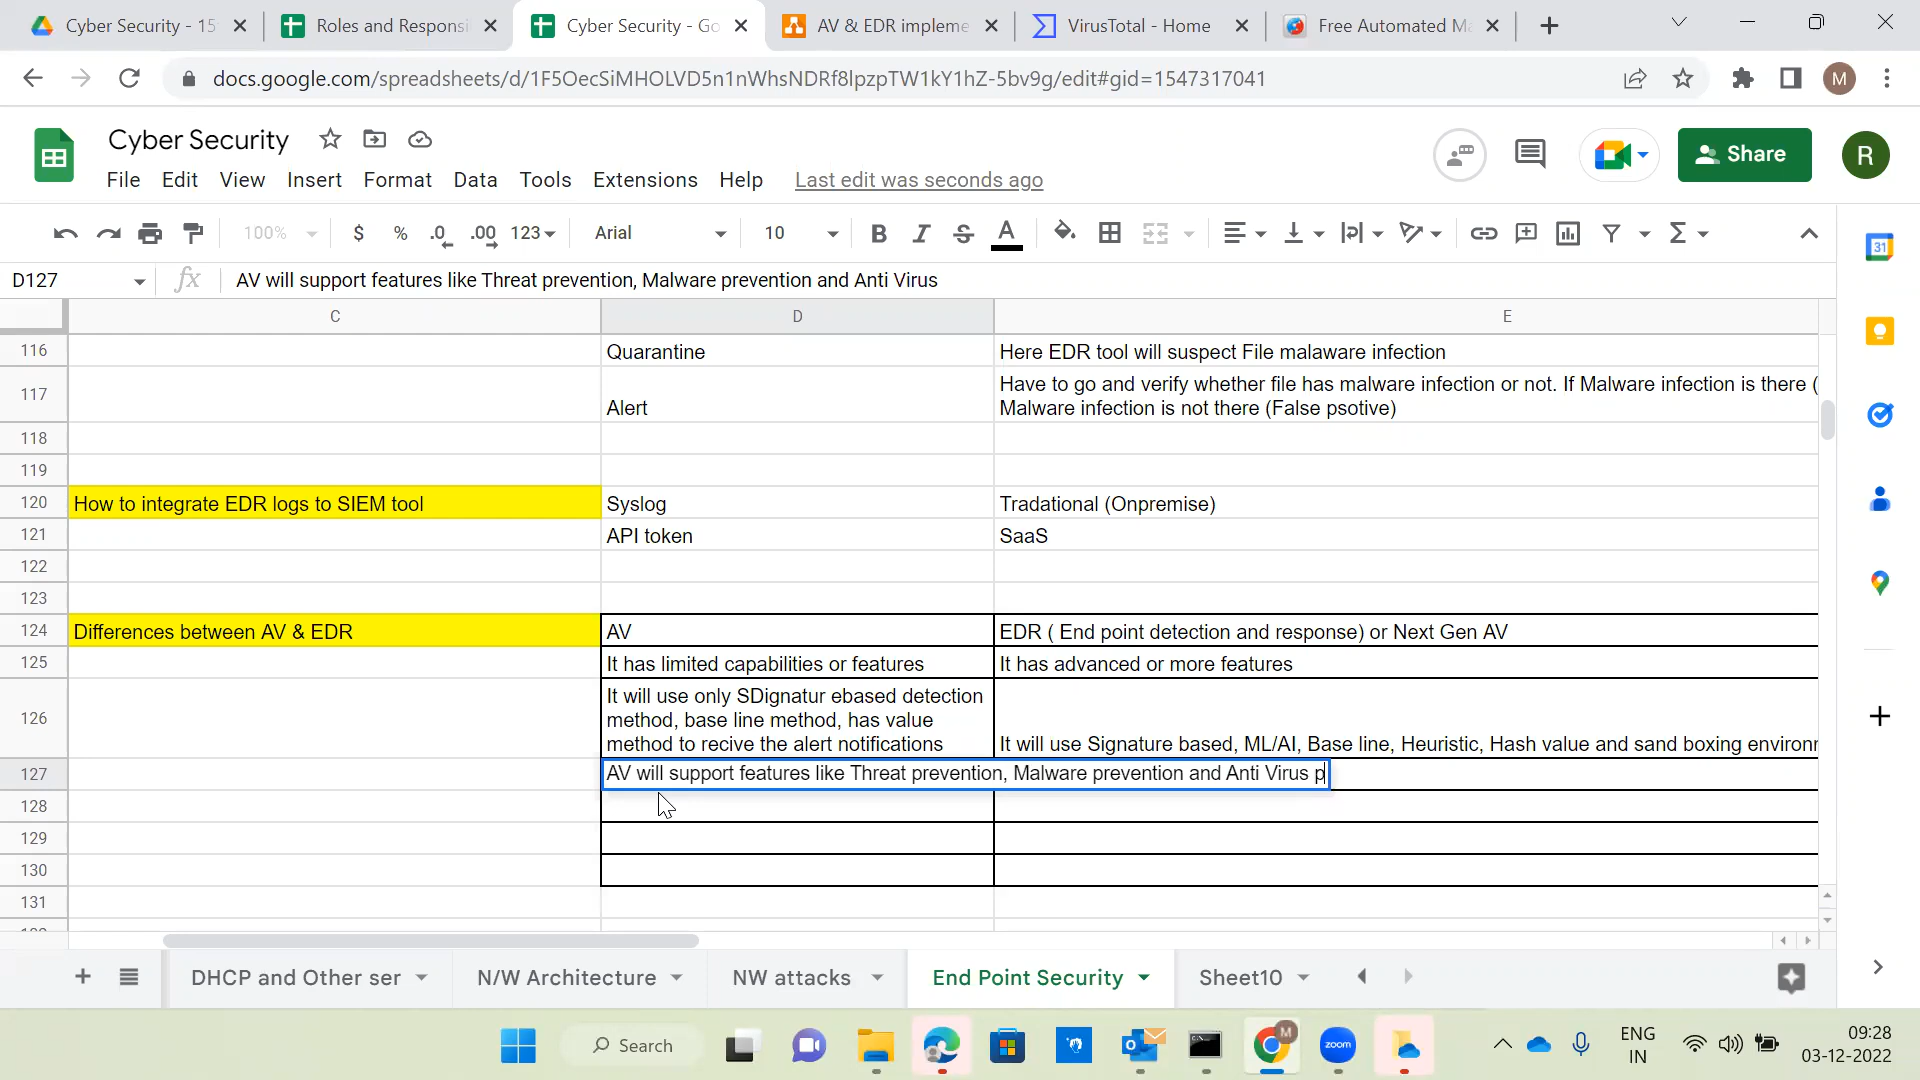 Cyber Security - 15
Roles and Responsi
Cyber Security - Go
AV & EDR impleme
VirusTotal - Home
Free Automated Ma
docs.google.com/spreadsheets/d/1F5OecSiMHOLVD5n1nWhsNDRf8lpzpTW1kY1hZ-5bv9g/edit#gid=1547317041
M
Cyber Security
Share
R
File Edit View Insert Format Data Tools Extensions Help Last edit was seconds ago
100% $ % .0 .00 123 Arial 10 B I S A
D127 fx AV will support features like Threat prevention, Malware prevention and Anti Virus
C D E
116 Quarantine Here EDR tool will suspect File malaware infection
117 Alert Have to go and verify whether file has malware infection or not. If Malware infection is there (
Malware infection is not there (False psotive)
118
119
120 How to integrate EDR logs to SIEM tool Syslog Tradational (Onpremise)
121 API token SaaS
122
123
124 Differences between AV & EDR AV EDR ( End point detection and response) or Next Gen AV
125 It has limited capabilities or features It has advanced or more features
126 It will use only SDignatur ebased detection
method, base line method, has value
method to recive the alert notifications It will use Signature based, ML/AI, Base line, Heuristic, Hash value and sand boxing environr
127 AV will support features like Threat prevention, Malware prevention and Anti Virus p
128
129
130
131
DHCP and Other ser N/W Architecture NW attacks End Point Security Sheet10
Search
zoom
ENG
IN
09:28
03-12-2022